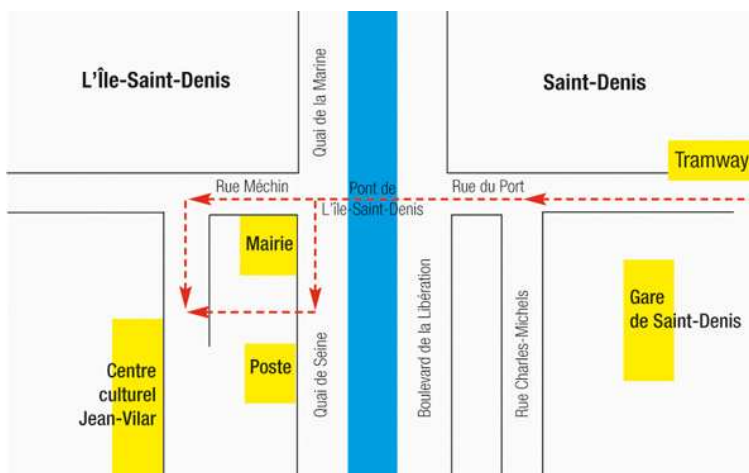 L'Île-Saint-Denis
Quai de la Marine
Saint-Denis
Tramway
Rue Méchin
Pont de
L'île-Saint-Denis
Rue du Port
Mairie
Boulevard de la Libération
Rue Charles-Michels
Gare
de Saint-Denis
Centre
culturel
Jean-Vilar
Poste
Quai de Seine